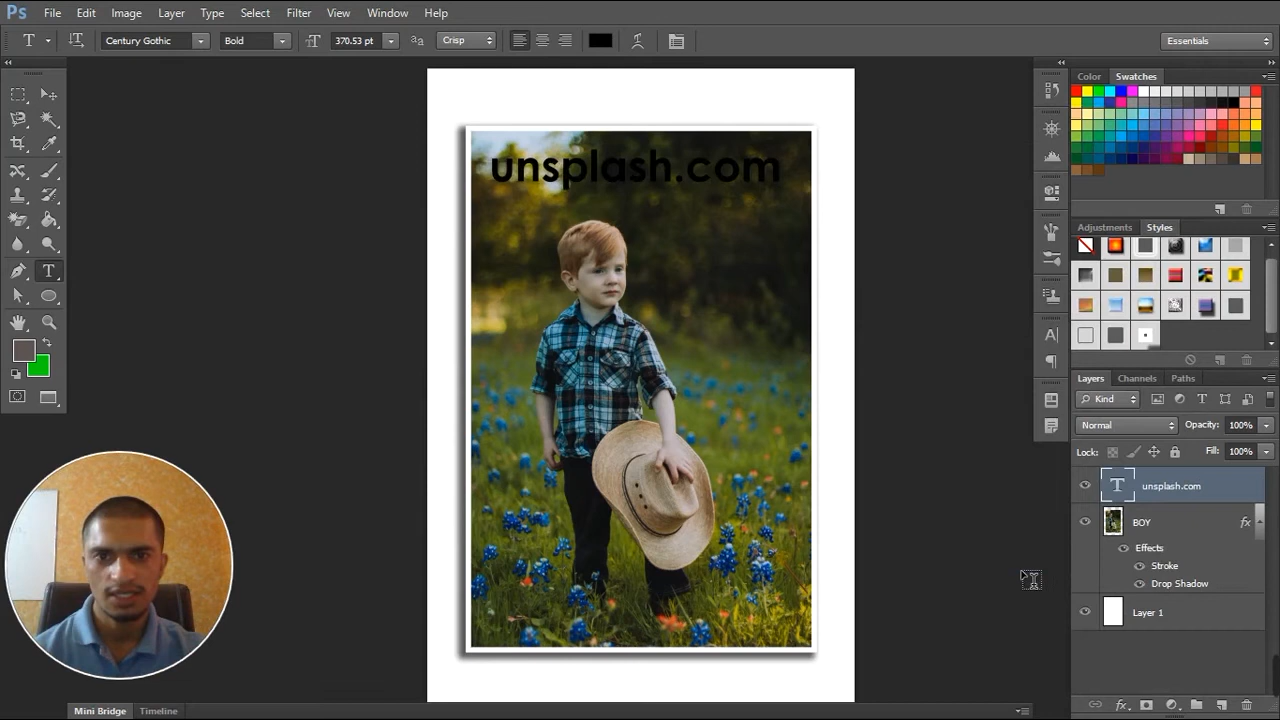 Ps File Edit Image Layer Type Select Filter View Window Help
T Century Gothic Bold 370.53 pt Crisp Essentials
Color Swatches
unsplash.com
Adjustments Styles
Layers Channels Paths
Kind
Normal Opacity: 100%
Lock: Fill: 100%
T unsplash.com
BOY fx
Effects
Stroke
Drop Shadow
Layer 1
Mini Bridge Timeline